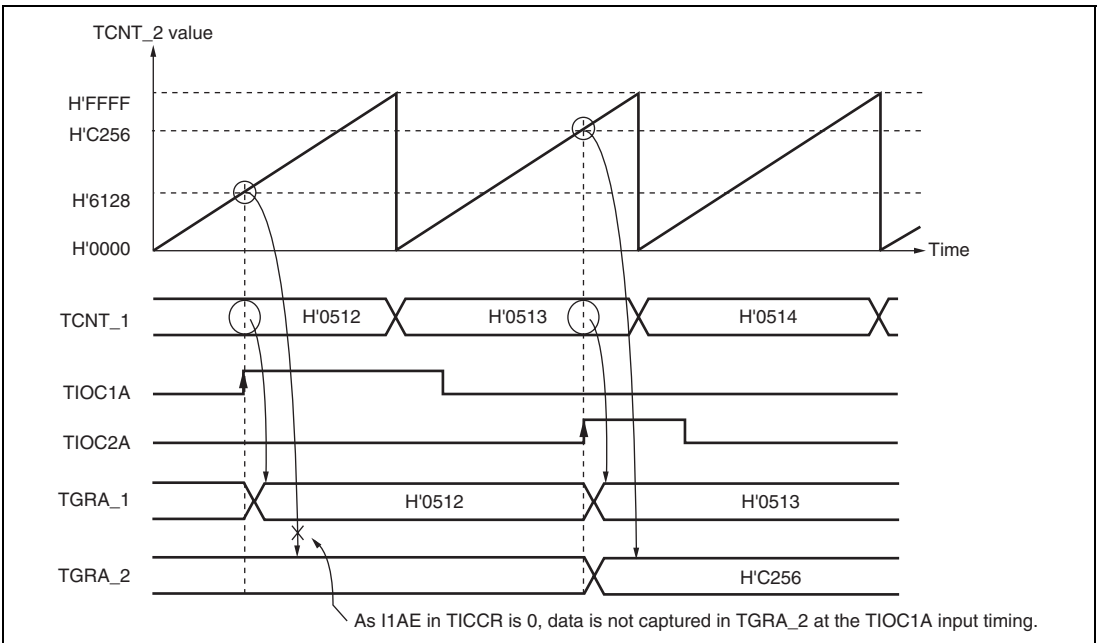 TCNT_2 value
H'FFFF
H'C256
H'6128
H'0000
Time
TCNT_1
H'0512
H'0513
H'0514
TIOC1A
TIOC2A
TGRA_1
H'0512
H'0513
TGRA_2
H'C256
As I1AE in TICCR is 0, data is not captured in TGRA_2 at the TIOC1A input timing.